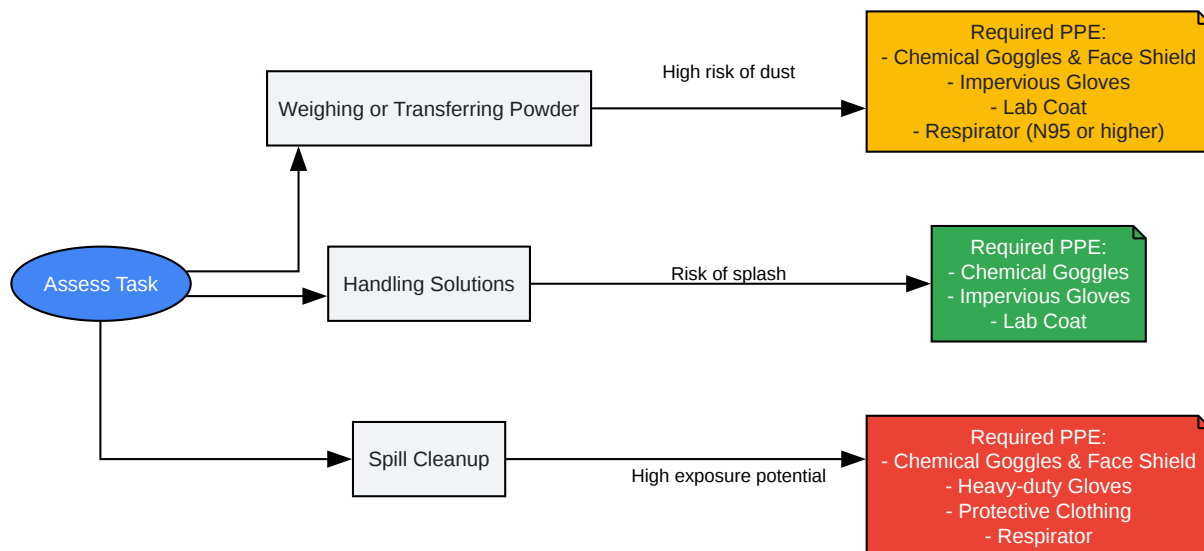 Required PPE:
- Chemical Goggles & Face Shield
- Impervious Gloves
- Lab Coat
- Respirator (N95 or higher)
High risk of dust
Weighing or Transferring Powder
Assess Task
Handling Solutions
Risk of splash
Required PPE:
- Chemical Goggles
- Impervious Gloves
- Lab Coat
Spill Cleanup
High exposure potential
Required PPE:
- Chemical Goggles & Face Shield
- Heavy-duty Gloves
- Protective Clothing
- Respirator